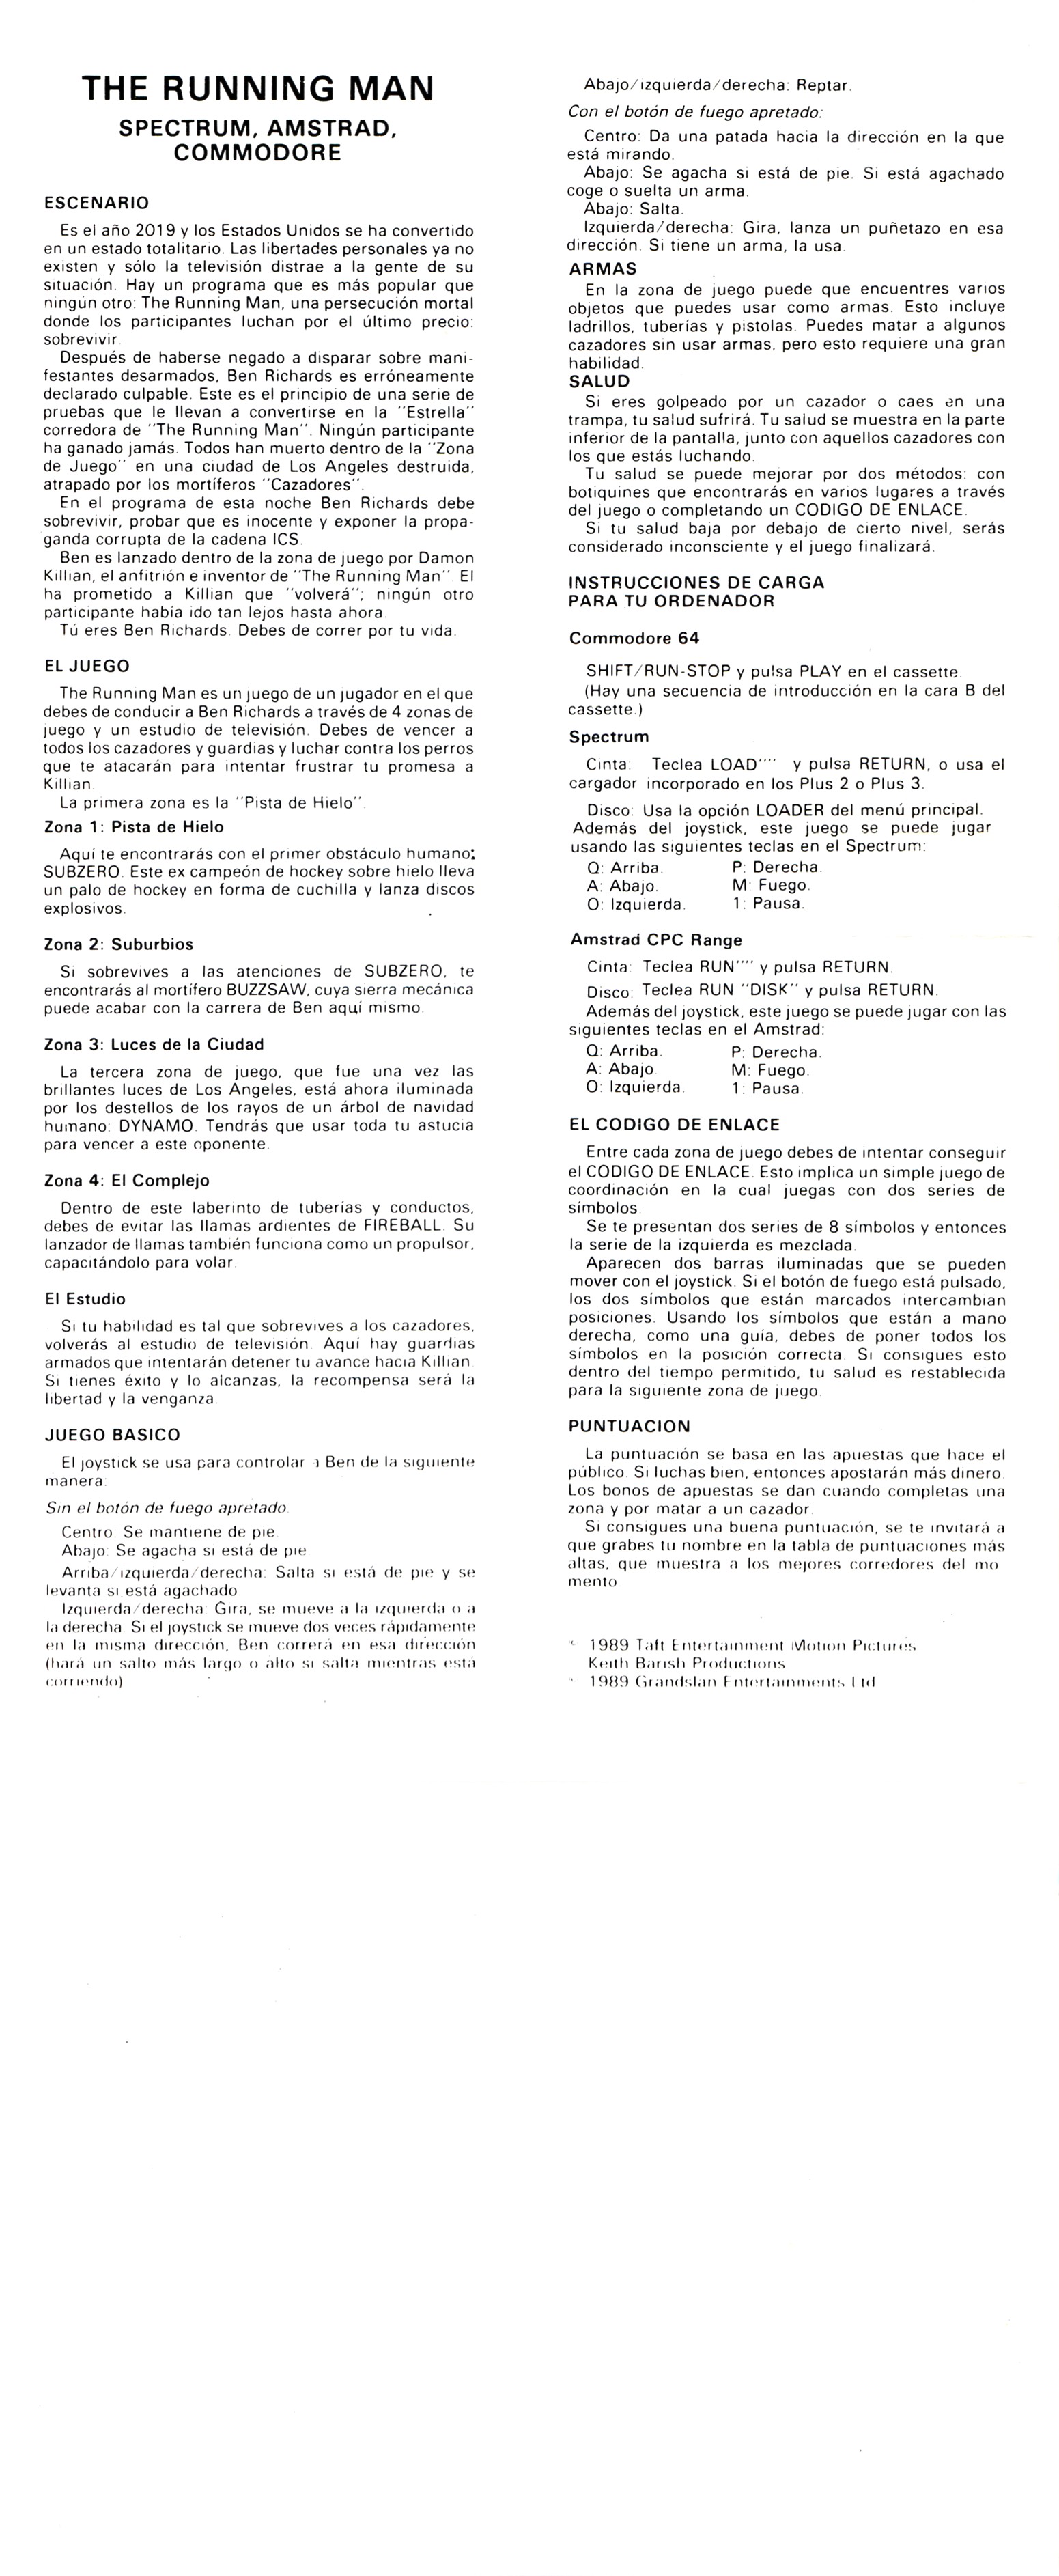 THE RUNNING MAN
SPECTRUM, AMSTRAD,
COMMODORE
ESCENARIO
Es el año 2019 y los Estados Unidos se ha convertido
en un estado totalitario. Las libertades personales ya no
existen y sólo la televisión distrae a la gente de su
situación. Hay un programa que es más popular que
ningún otro: The Running Man, una persecución mortal
donde los participantes luchan por el último precio:
sobrevivir.
Después de haberse negado a disparar sobre mani-
festantes desarmados, Ben Richards es erróneamente
declarado culpable. Este es el principio de una serie de
pruebas que le llevan a convertirse en la "Estrella"
corredora de "The Running Man". Ningún participante
ha ganado jamás. Todos han muerto dentro de la "Zona
de Juego" en una ciudad de Los Angeles destruida,
atrapado por los mortíferos "Cazadores".
En el programa de esta noche Ben Richards debe
sobrevivir, probar que es inocente y exponer la propa-
ganda corrupta de la cadena ICS.
Ben es lanzado dentro de la zona de juego por Damon
Killian, el anfitrión e inventor de "The Running Man". El
ha prometido a Killian que "volverá"; ningún otro
participante había ido tan lejos hasta ahora.
Tú eres Ben Richards. Debes de correr por tu vida.
EL JUEGO
The Running Man es un juego de un jugador en el que
debes de conducir a Ben Richards a través de 4 zonas de
juego y un estudio de televisión. Debes de vencer a
todos los cazadores y guardias y luchar contra los perros
que te atacarán para intentar frustrar tu promesa a
Killian.
La primera zona es la "Pista de Hielo".
Zona 1: Pista de Hielo
Aquí te encontrarás con el primer obstáculo humano:
SUBZERO. Este ex campeón de hockey sobre hielo lleva
un palo de hockey en forma de cuchilla y lanza discos
explosivos.
Zona 2: Suburbios
Si sobrevives a las atenciones de SUBZERO, te
encontrarás al mortífero BUZZSAW, cuya sierra mecánica
puede acabar con la carrera de Ben aquí mismo.
Zona 3: Luces de la Ciudad
La tercera zona de juego, que fue una vez las
brillantes luces de Los Angeles, está ahora iluminada
por los destellos de los rayos de un árbol de navidad
humano: DYNAMO. Tendrás que usar toda tu astucia
para vencer a este oponente.
Zona 4: El Complejo
Dentro de este laberinto de tuberías y conductos,
debes de evitar las llamas ardientes de FIREBALL. Su
lanzador de llamas también funciona como un propulsor,
capacitándolo para volar.
El Estudio
Si tu habilidad es tal que sobrevives a los cazadores,
volverás al estudio de televisión. Aquí hay guardias
armados que intentarán detener tu avance hacia Killian.
Si tienes éxito y lo alcanzas, la recompensa será la
libertad y la venganza.
JUEGO BASICO
El joystick se usa para controlar a Ben de la siguiente
manera:
Sin el botón de fuego apretado:
Centro: Se mantiene de pie.
Abajo: Se agacha si está de pie.
Arriba/izquierda/derecha: Salta si está de pie y se
levanta si está agachado.
Izquierda/derecha: Gira, se mueve a la izquierda o a
la derecha. Si el joystick se mueve dos veces rápidamente
en la misma dirección, Ben correrá en esa dirección
(hará un salto más largo o alto si salta mientras está
corriendo)
Abajo/izquierda/derecha: Reptar.
Con el botón de fuego apretado:
Centro: Da una patada hacia la dirección en la que
está mirando.
Abajo: Se agacha si está de pie. Si está agachado
coge o suelta un arma.
Abajo: Salta.
Izquierda/derecha: Gira, lanza un puñetazo en esa
dirección. Si tiene un arma, la usa.
ARMAS
En la zona de juego puede que encuentres varios
objetos que puedes usar como armas. Esto incluye
ladrillos, tuberías y pistolas. Puedes matar a algunos
cazadores sin usar armas, pero esto requiere una gran
habilidad.
SALUD
Si eres golpeado por un cazador o caes en una
trampa, tu salud sufrirá. Tu salud se muestra en la parte
inferior de la pantalla, junto con aquellos cazadores con
los que estás luchando.
Tu salud se puede mejorar por dos métodos: con
botiquines que encontrarás en varios lugares a través
del juego o completando un CODIGO DE ENLACE.
Si tu salud baja por debajo de cierto nivel, serás
considerado inconsciente y el juego finalizará.
INSTRUCCIONES DE CARGA
PARA TU ORDENADOR
Commodore 64
SHIFT/RUN-STOP y pulsa PLAY en el cassette.
(Hay una secuencia de introducción en la cara B del
cassette.)
Spectrum
Cinta: Teclea LOAD"" y pulsa RETURN, o usa el
cargador incorporado en los Plus 2 o Plus 3.
Disco: Usa la opción LOADER del menú principal.
Además del joystick, este juego se puede jugar
usando las siguientes teclas en el Spectrum:
Q: Arriba. P: Derecha.
A: Abajo. M: Fuego.
O: Izquierda. 1: Pausa.
Amstrad CPC Range
Cinta: Teclea RUN"" y pulsa RETURN.
Disco: Teclea RUN "DISK" y pulsa RETURN.
Además del joystick, este juego se puede jugar con las
siguientes teclas en el Amstrad:
Q: Arriba. P: Derecha.
A: Abajo. M: Fuego.
O: Izquierda. 1: Pausa.
EL CODIGO DE ENLACE
Entre cada zona de juego debes de intentar conseguir
el CODIGO DE ENLACE. Esto implica un simple juego de
coordinación en la cual juegas con dos series de
símbolos.
Se te presentan dos series de 8 símbolos y entonces
la serie de la izquierda es mezclada.
Aparecen dos barras iluminadas que se pueden
mover con el joystick. Si el botón de fuego está pulsado,
los dos símbolos que están marcados intercambian
posiciones. Usando los símbolos que están a mano
derecha, como una guía, debes de poner todos los
símbolos en la posición correcta. Si consigues esto
dentro del tiempo permitido, tu salud es restablecida
para la siguiente zona de juego.
PUNTUACION
La puntuación se basa en las apuestas que hace el
público. Si luchas bien, entonces apostarán más dinero.
Los bonos de apuestas se dan cuando completas una
zona y por matar a un cazador.
Si consigues una buena puntuación, se te invitará a
que grabes tu nombre en la tabla de puntuaciones más
altas, que muestra a los mejores corredores del mo
mento
1989 Taft Entertainment Motion Pictures
Keith Barish Productions
1989 Grandslan Entertainments Ltd